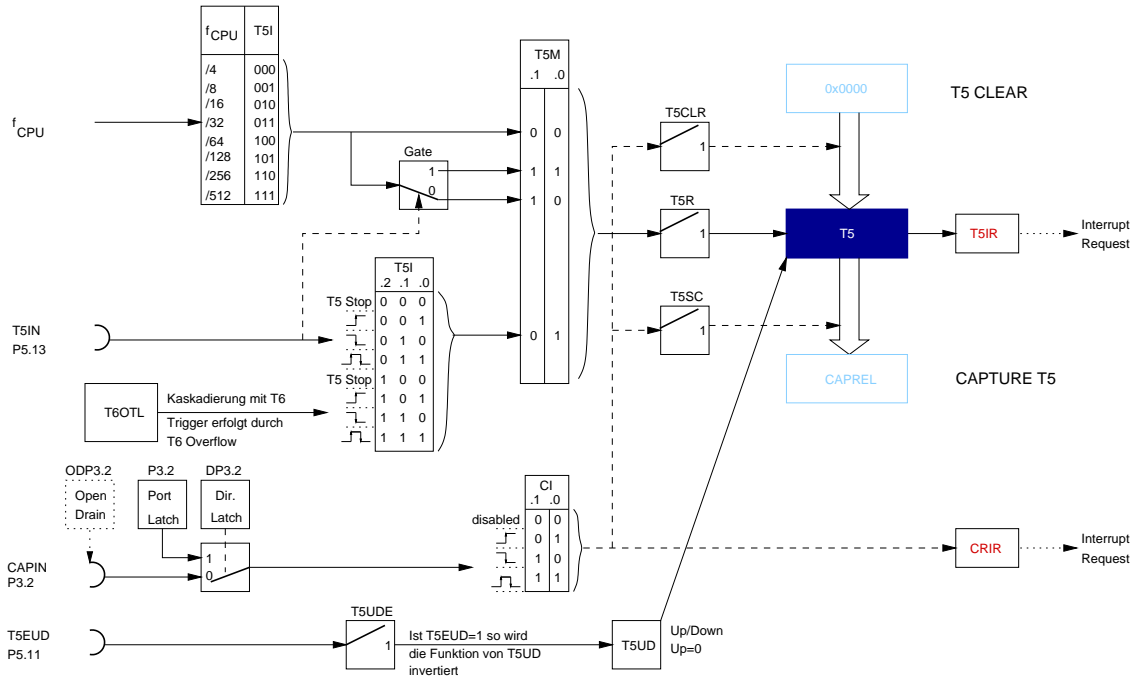 f CPU T5I
/4 000
/8 001
/16 010
/32 011
/64 100
/128 101
/256 110
/512 111
f CPU
Gate
1
0
T5M
.1 .0
0 0
1 1
1 0
0 1
T5CLR
1
T5R
1
T5SC
1
0x0000
T5 CLEAR
T5
T5IR
Interrupt
Request
CAPREL
CAPTURE T5
T5IN
P5.13
T5I
.2 .1 .0
T5 Stop 0 0 0
0 0 1
0 1 0
0 1 1
T5 Stop 1 0 0
1 0 1
1 1 0
1 1 1
T6OTL
Kaskadierung mit T6
Trigger erfolgt durch
T6 Overflow
ODP3.2
Open
Drain
P3.2
Port
Latch
DP3.2
Dir.
Latch
1
0
CAPIN
P3.2
CI
.1 .0
disabled 0 0
0 1
1 0
1 1
CRIR
Interrupt
Request
T5EUD
P5.11
T5UDE
1
Ist T5EUD=1 so wird
die Funktion von T5UD
invertiert
T5UD
Up/Down
Up=0